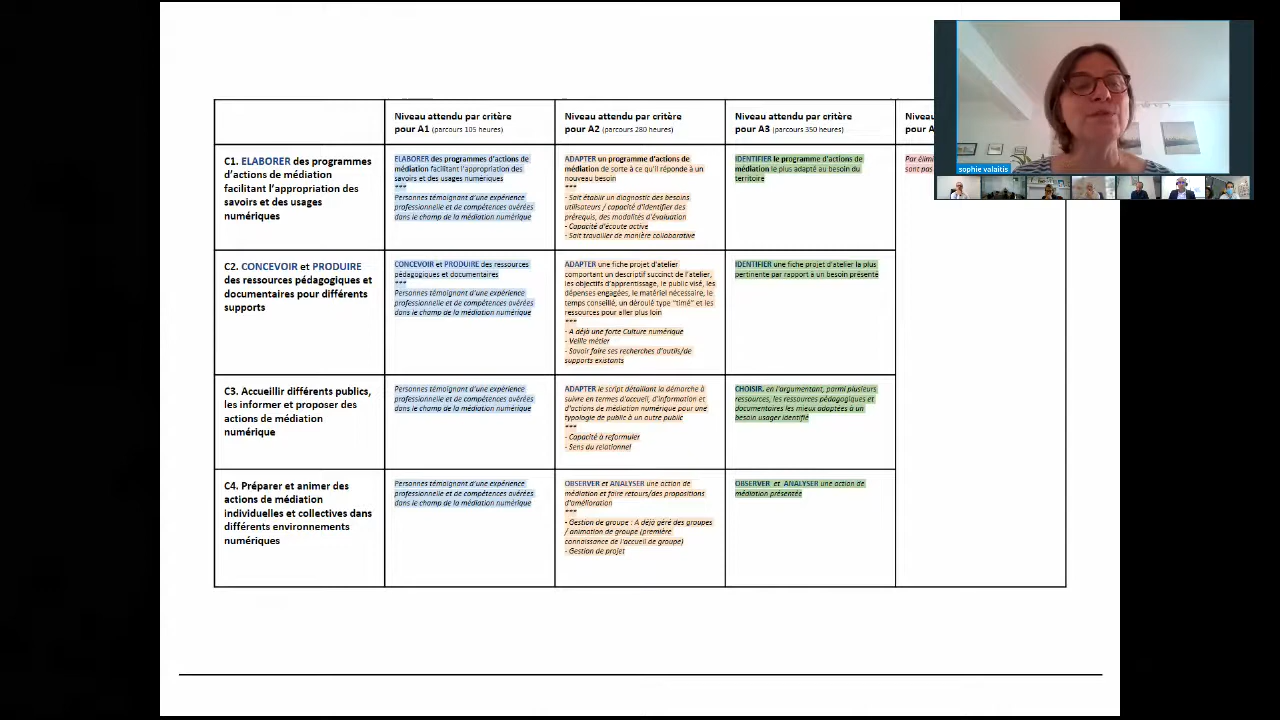 Niveau attendu par critère
pour A1 (parcours 105 heures)
Niveau attendu par critère
pour A2 (parcours 280 heures)
Niveau attendu par critère
pour A3 (parcours 350 heures)
Nivea
pour A
C1. ELABORER des programmes
d'actions de médiation
facilitant l'appropriation des
savoirs et des usages
numériques
ELABORER des programmes d'actions de
médiation facilitant l'appropriation des
savoirs et des usages numériques
***
Personnes témoignant d'une expérience
professionnelle et de compétences avérées
dans le champ de la médiation numérique
ADAPTER un programme d'actions de
médiation de sorte à ce qu'il réponde à un
nouveau besoin
***
- Sait établir un diagnostic des besoins
utilisateurs / capacité d'identifier des
prérequis, des modalités d'évaluation
- Capacité d'écoute active
- Sait travailler de manière collaborative
IDENTIFIER le programme d'actions de
médiation le plus adapté au besoin du
territoire
Par élimi
sont pas
C2. CONCEVOIR et PRODUIRE
des ressources pédagogiques et
documentaires pour différents
supports
CONCEVOIR et PRODUIRE des ressources
pédagogiques et documentaires
***
Personnes témoignant d'une expérience
professionnelle et de compétences avérées
dans le champ de la médiation numérique
ADAPTER une fiche projet d'atelier
comportant un descriptif succinct de l'atelier,
les objectifs d'apprentissage, le public visé, les
dépenses engagées, le matériel nécessaire, le
temps conseillé, un déroulé type "timé" et les
ressources pour aller plus loin
***
- A déjà une forte Culture numérique
- Veille métier
- Savoir faire ses recherches d'outils/de
supports existants
IDENTIFIER une fiche projet d'atelier la plus
pertinente par rapport à un besoin présenté
C3. Accueillir différents publics,
les informer et proposer des
actions de médiation
numérique
Personnes témoignant d'une expérience
professionnelle et de compétences avérées
dans le champ de la médiation numérique
ADAPTER le script détaillant la démarche à
suivre en termes d'accueil, d'information et
d'actions de médiation numérique pour une
typologie de public à un autre public
***
- Capacité à reformuler
- Sens du relationnel
CHOISIR, en l'argumentant, parmi plusieurs
ressources, les ressources pédagogiques et
documentaires les mieux adaptées à un
besoin usager identifié
C4. Préparer et animer des
actions de médiation
individuelles et collectives dans
différents environnements
numériques
Personnes témoignant d'une expérience
professionnelle et de compétences avérées
dans le champ de la médiation numérique
OBSERVER et ANALYSER une action de
médiation et faire retours/des propositions
d'amélioration
***
- Gestion de groupe : A déjà géré des groupes
/ animation de groupe (première
connaissance de l'accueil de groupe)
- Gestion de projet
OBSERVER et ANALYSER une action de
médiation présentée
sophie valaitis